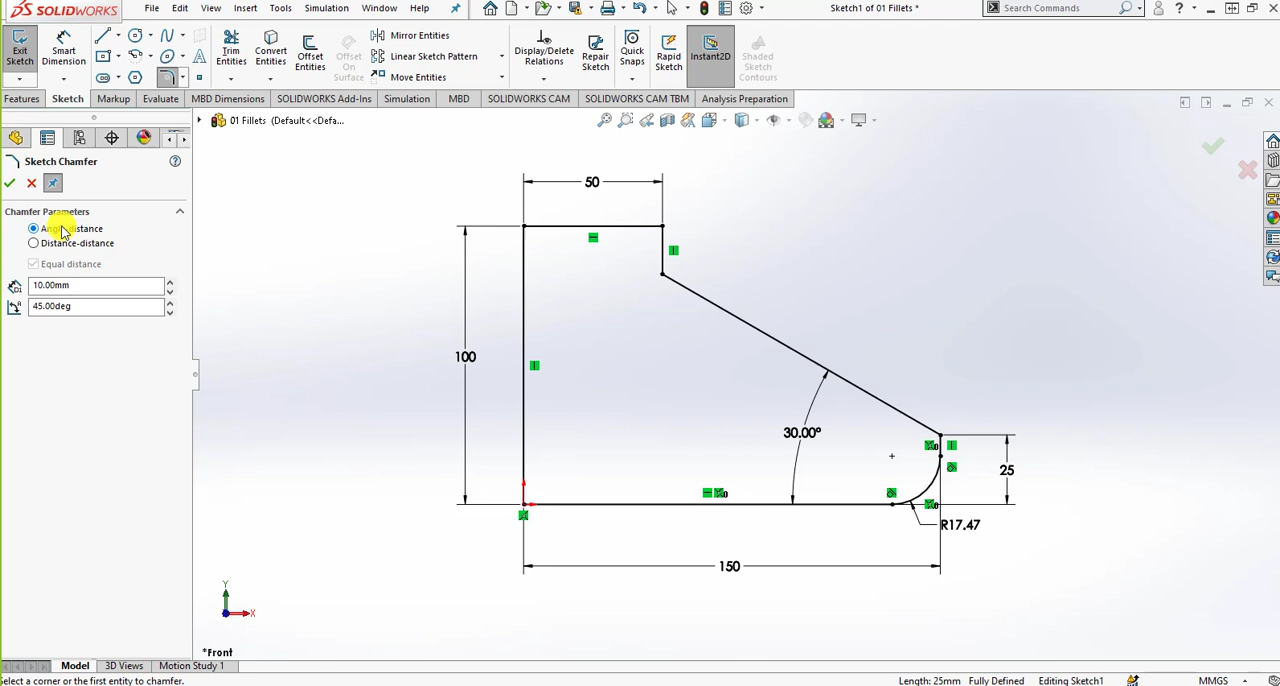 SOLIDWORKS
File Edit View Insert Tools Simulation Window Help
Sketch1 of 01 Fillets *
Search Commands
Exit Sketch
Smart Dimension
Trim Entities
Convert Entities
Offset Entities
Offset On Surface
Mirror Entities
Linear Sketch Pattern
Move Entities
Display/Delete Relations
Repair Sketch
Quick Snaps
Rapid Sketch
Instant2D
Shaded Sketch Contours
Features Sketch Markup Evaluate MBD Dimensions SOLIDWORKS Add-Ins Simulation MBD SOLIDWORKS CAM SOLIDWORKS CAM TBM Analysis Preparation
01 Fillets (Default<<Defa...
Sketch Chamfer
Chamfer Parameters
Angle-distance
Distance-distance
Equal distance
10.00mm
45.00deg
50
100
30.00°
25
R17.47
150
Y
X
*Front
Model 3D Views Motion Study 1
Select a corner or the first entity to chamfer.
Length: 25mm Fully Defined Editing Sketch1 MMGS